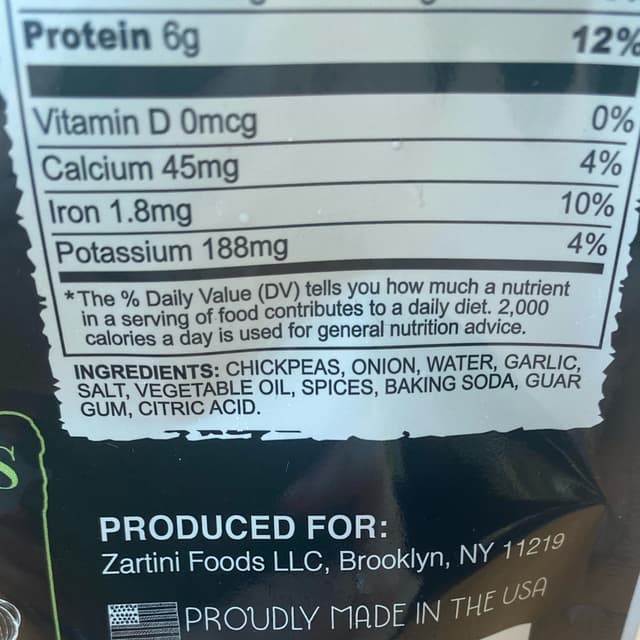 Protein 6g 12%
Vitamin D 0mcg 0%
Calcium 45mg 4%
Iron 1.8mg 10%
Potassium 188mg 4%
*The % Daily Value (DV) tells you how much a nutrient
in a serving of food contributes to a daily diet. 2,000
calories a day is used for general nutrition advice.
INGREDIENTS: CHICKPEAS, ONION, WATER, GARLIC,
SALT, VEGETABLE OIL, SPICES, BAKING SODA, GUAR
GUM, CITRIC ACID.
S
PRODUCED FOR:
Zartini Foods LLC, Brooklyn, NY 11219
PROUDLY MADE IN THE USA